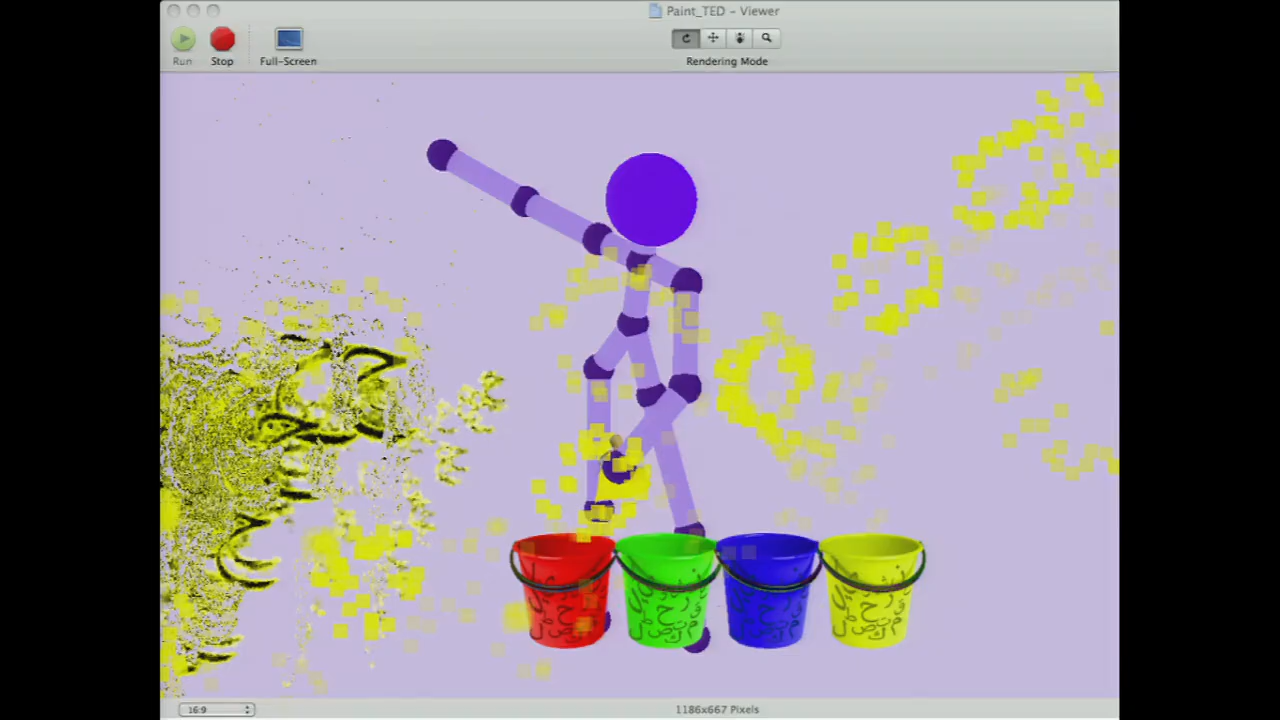 Paint_TED – Viewer
Run
Stop
Full-Screen
Rendering Mode
16:9
1186x667 Pixels